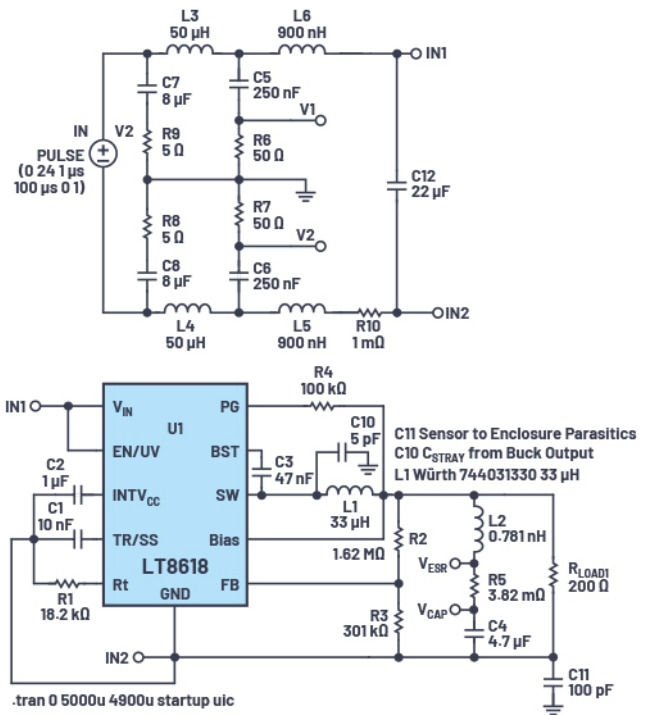 L3
50 μH
L6
900 nH
IN1
C7
8 μF
C5
250 nF
V1
IN
V2
PULSE
(0 24 1 μs
100 μs 0 1)
R9
5 Ω
R6
50 Ω
C12
22 μF
R8
5 Ω
R7
50 Ω
V2
C8
8 μF
C6
250 nF
IN2
L4
50 μH
L5
900 nH
R10
1 mΩ
R4
100 kΩ
IN1
VIN
PG
U1
C10
5 pF
C11 Sensor to Enclosure Parasitics
C10 CSTRAY from Buck Output
L1 Würth 744031330 33 μH
EN/UV
BST
C2
1 μF
C3
47 nF
INTVCC
SW
C1
10 nF
L1
33 μH
L2
0.781 nH
TR/SS
Bias
R2
1.62 MΩ
VESR
R5
3.82 mΩ
RLOAD1
200 Ω
LT8618
Rt
FB
VCAP
R1
18.2 kΩ
GND
R3
301 kΩ
C4
4.7 μF
IN2
C11
100 pF
.tran 0 5000u 4900u startup uic